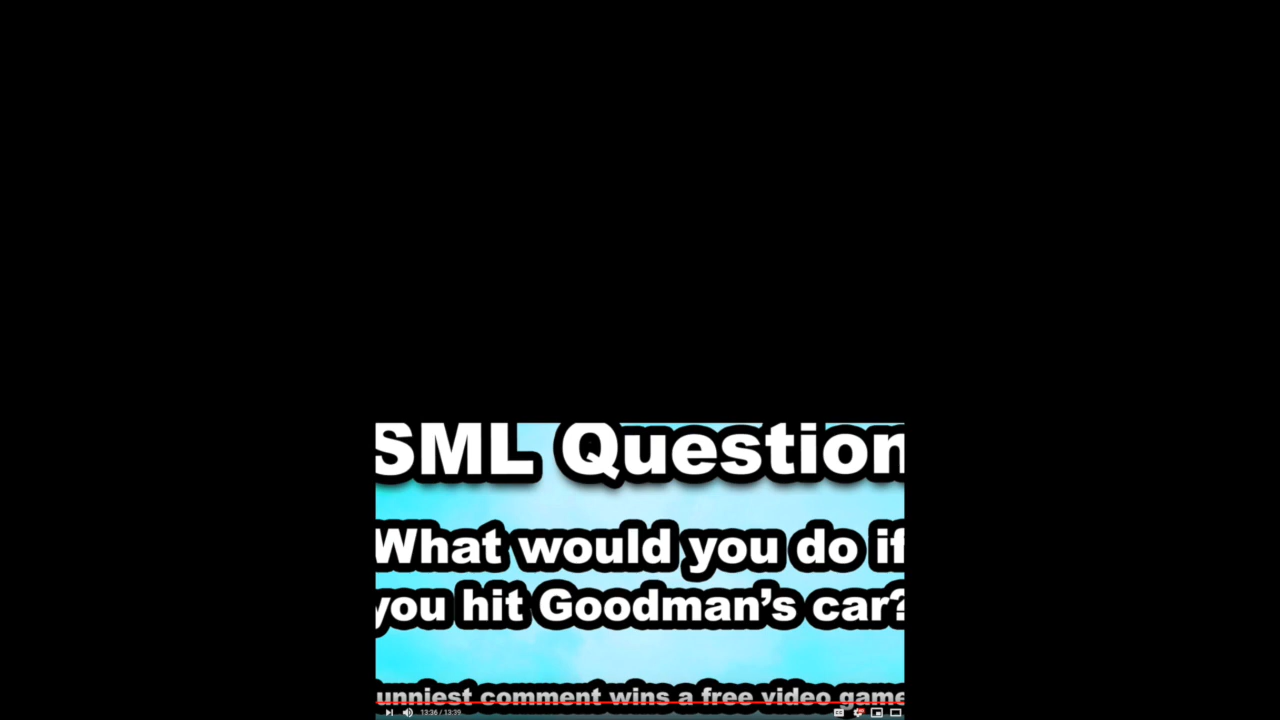 SML Question
What would you do if
you hit Goodman's car?
unniest comment wins a free video game
13:36 / 13:39